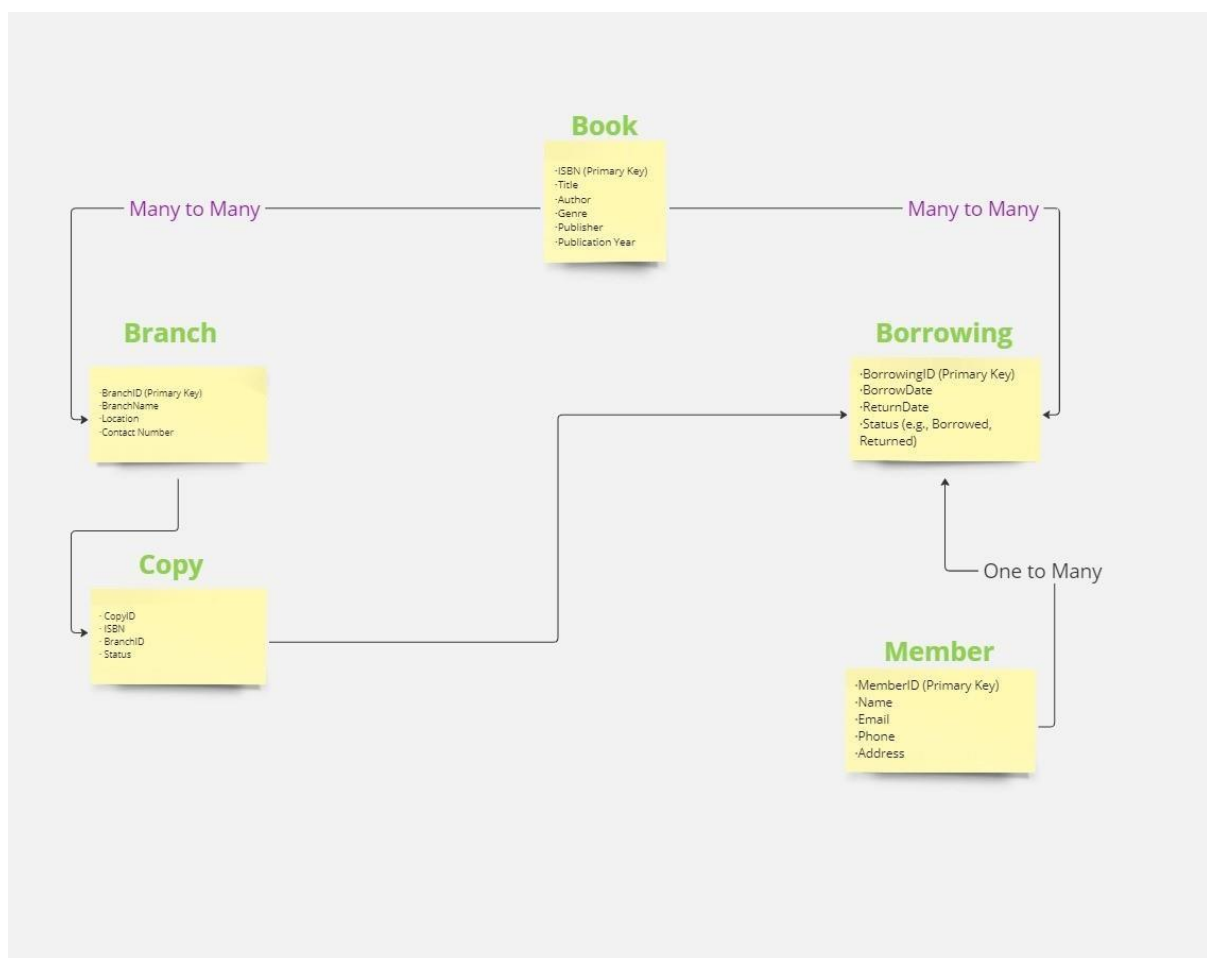 Book
·ISBN (Primary Key)
·Title
·Author
·Genre
·Publisher
·Publication Year
Many to Many
Many to Many
Branch
·BranchID (Primary Key)
·BranchName
·Location
·Contact Number
Borrowing
·BorrowingID (Primary Key)
·BorrowDate
·ReturnDate
·Status (e.g., Borrowed,
Returned)
Copy
· CopyID
· ISBN
· BranchID
· Status
One to Many
Member
·MemberID (Primary Key)
·Name
·Email
·Phone
·Address